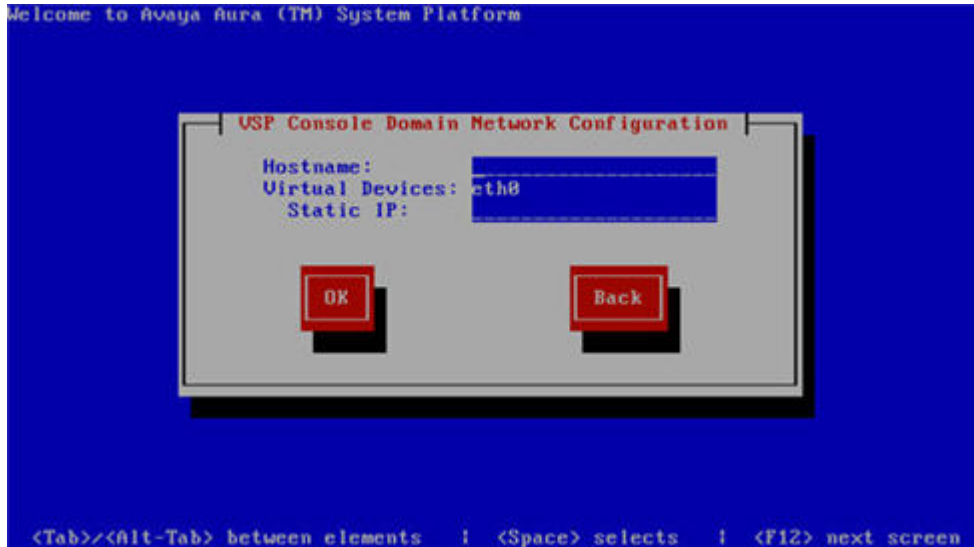 Welcome to Avaya Aura (TM) System Platform
VSP Console Domain Network Configuration
Hostname:
Virtual Devices: eth0
Static IP:
OK Back
<Tab>/<Alt-Tab> between elements | <Space> selects | <F12> next screen